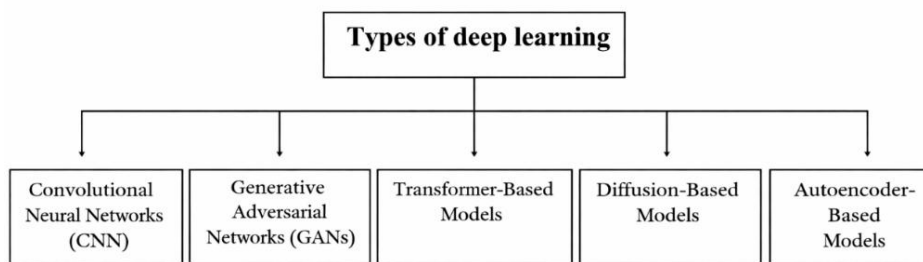 Types of deep learning
Convolutional
Neural Networks
(CNN)
Generative
Adversarial
Networks (GANs)
Transformer-Based
Models
Diffusion-Based
Models
Autoencoder-
Based
Models